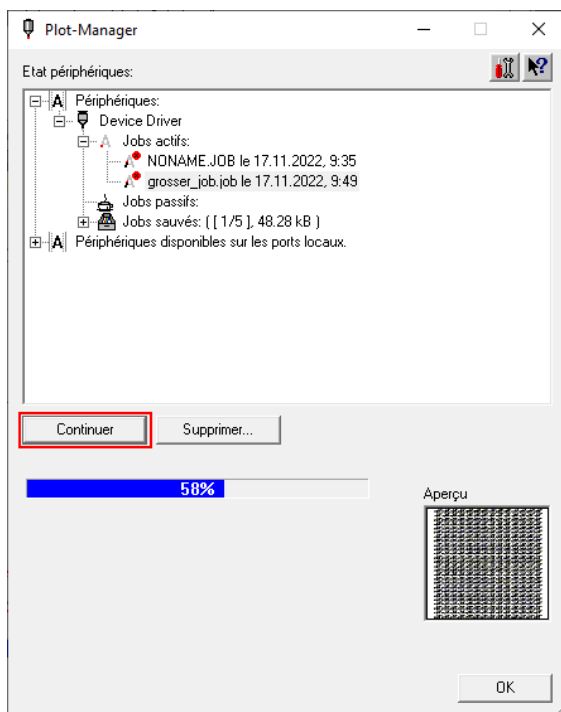 Plot-Manager
Etat périphériques:
Périphériques:
Device Driver
Jobs actifs:
NONAME.JOB le 17.11.2022, 9:35
grosser_job.job le 17.11.2022, 9:49
Jobs passifs:
Jobs sauvés: ( [ 1/5 ], 48.28 kB )
Périphériques disponibles sur les ports locaux.
Continuer
Supprimer...
58%
Aperçu
OK